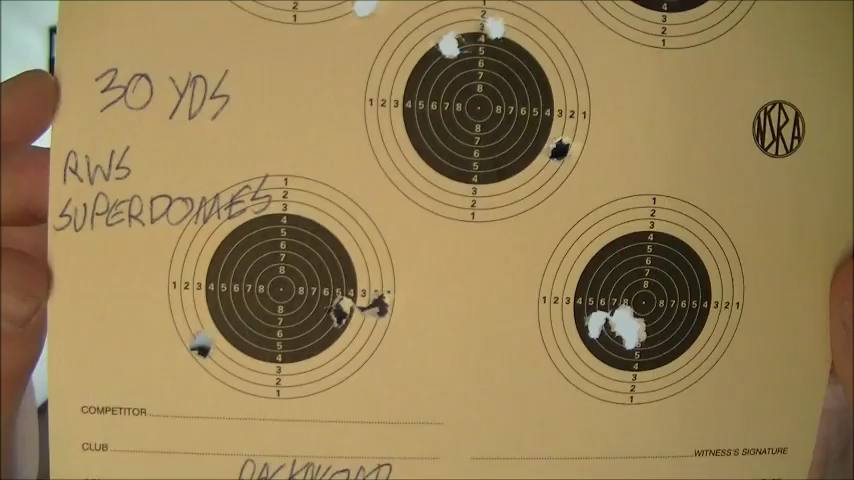 30 YDS
RWS
SUPERDOMES
NSRA
COMPETITOR
CLUB
WITNESS'S SIGNATURE